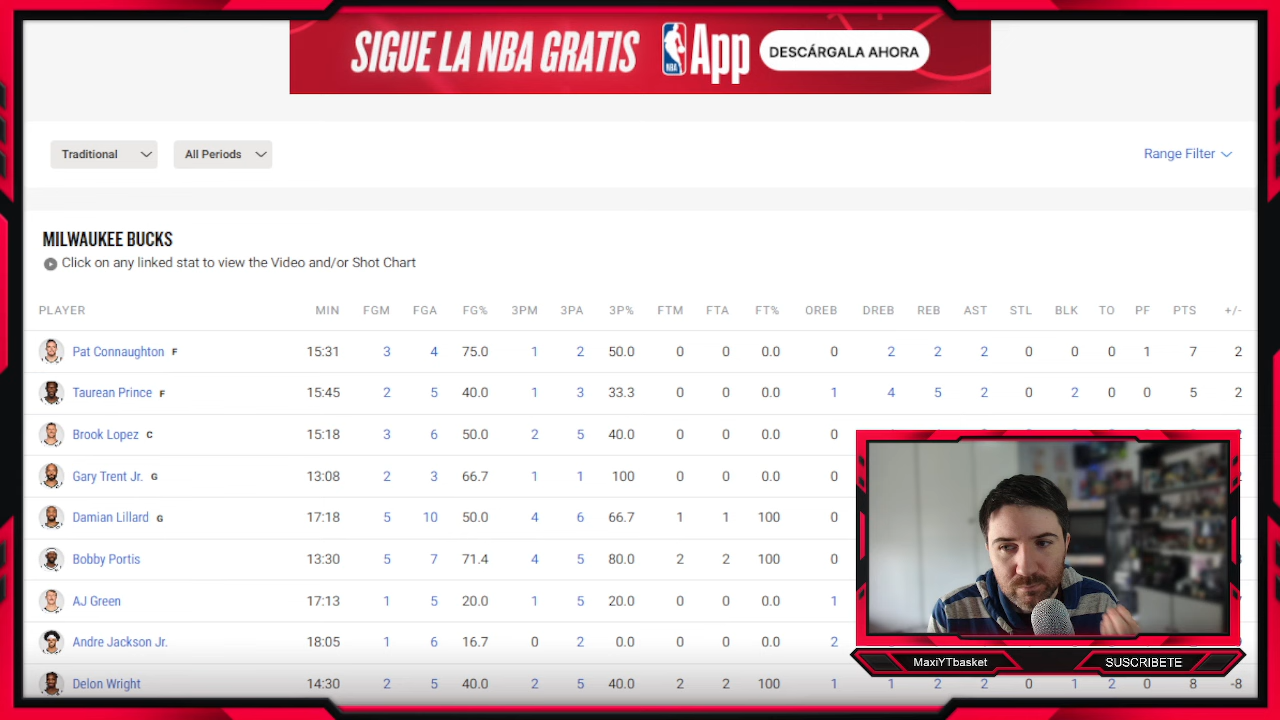 SIGUE LA NBA GRATIS NBA App DESCÁRGALA AHORA
Traditional All Periods Range Filter
MILWAUKEE BUCKS
Click on any linked stat to view the Video and/or Shot Chart
PLAYER MIN FGM FGA FG% 3PM 3PA 3P% FTM FTA FT% OREB DREB REB AST STL BLK TO PF PTS +/-
Pat Connaughton F 15:31 3 4 75.0 1 2 50.0 0 0 0.0 0 2 2 2 0 0 0 1 7 2
Taurean Prince F 15:45 2 5 40.0 1 3 33.3 0 0 0.0 1 4 5 2 0 2 0 0 5 2
Brook Lopez C 15:18 3 6 50.0 2 5 40.0 0 0 0.0 0
Gary Trent Jr. G 13:08 2 3 66.7 1 1 100 0 0 0.0 0
Damian Lillard G 17:18 5 10 50.0 4 6 66.7 1 1 100 0
Bobby Portis 13:30 5 7 71.4 4 5 80.0 2 2 100 0
AJ Green 17:13 1 5 20.0 1 5 20.0 0 0 0.0 1
Andre Jackson Jr. 18:05 1 6 16.7 0 2 0.0 0 0 0.0 2
MaxiYTbasket SUSCRIBETE
Delon Wright 14:30 2 5 40.0 2 5 40.0 2 2 100 1 1 2 2 0 1 2 0 8 -8